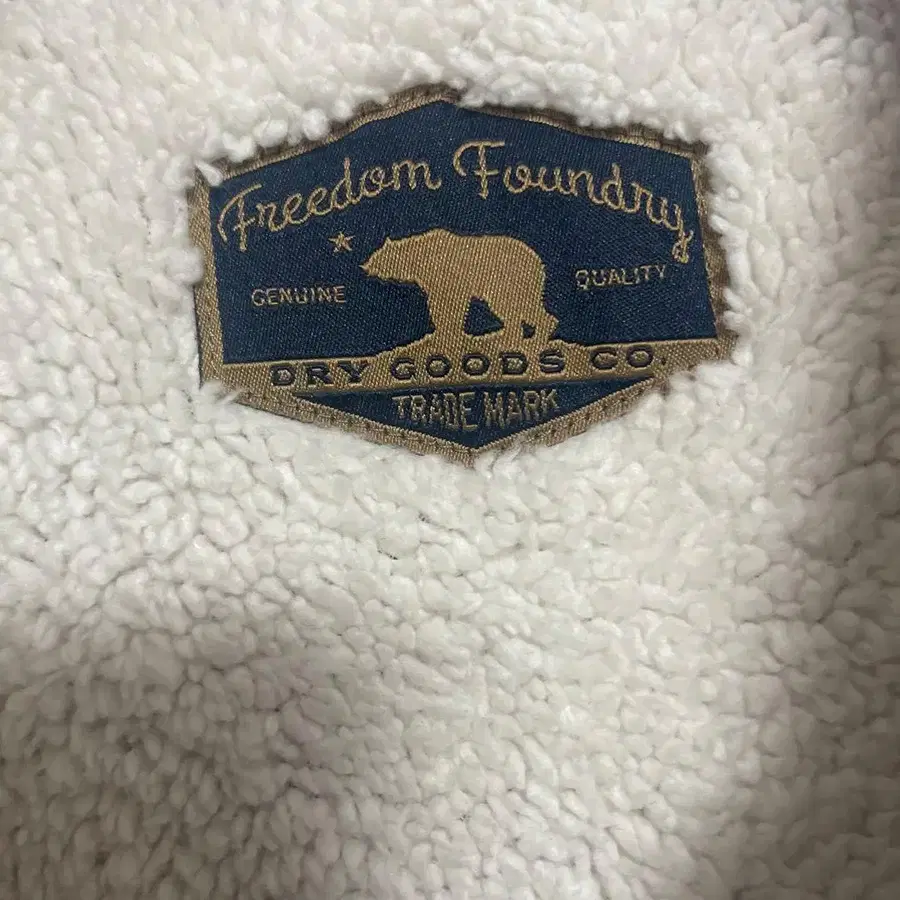 Freedom Foundry
GENUINE QUALITY
DRY GOODS CO.
TRADE MARK